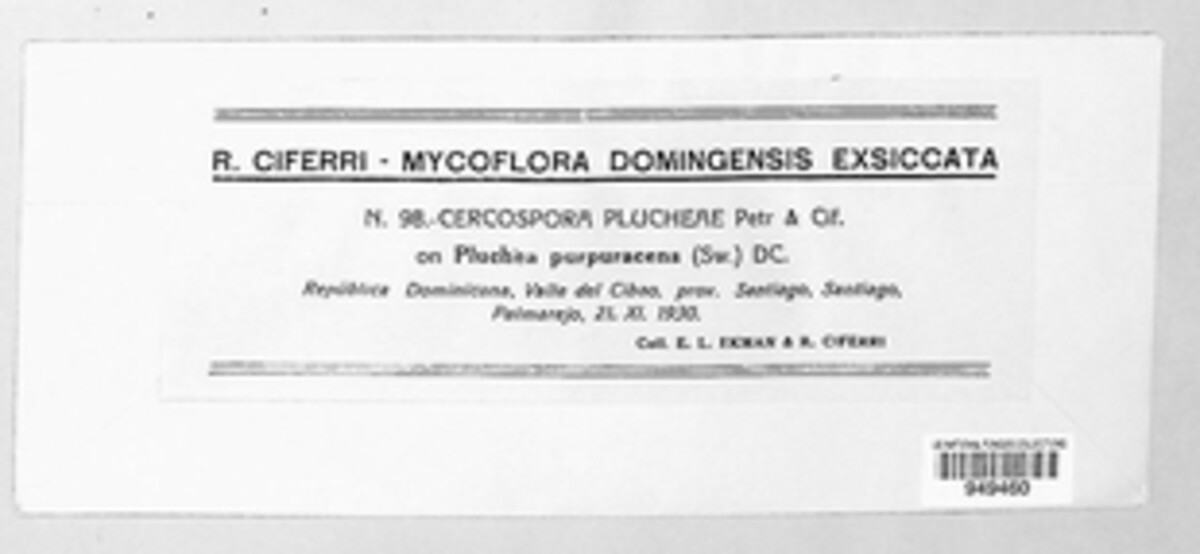 R. CIFERRI - MYCOFLORA DOMINGENSIS EXSICCATA
N. 98.-CERCOSPORA PLUCHEAE Petr & Cif.
on Pluchea purpuracens (Sw.) DC.
República Dominicana, Valle del Cibao, prov. Santiago, Santiago,
Palmarejo, 21. XI. 1930.
Coll. E. L. EKMAN & R. CIFERRI
949460